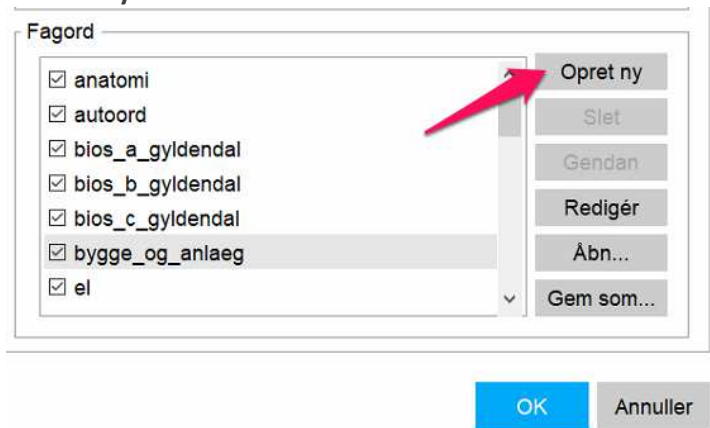 Fagord
anatomi
autoord
bios_a_gyldendal
bios_b_gyldendal
bios_c_gyldendal
bygge_og_anlaeg
el
Opret ny
Slet
Gendan
Redigér
Åbn...
Gem som...
OK
Annuller